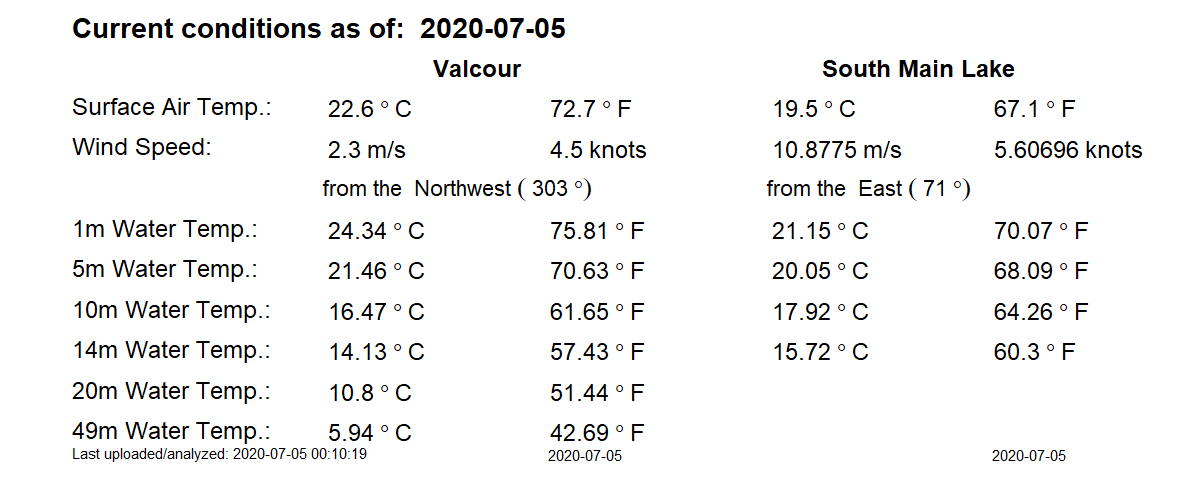 Current conditions as of: 2020-07-05
Valcour South Main Lake
Surface Air Temp.: 22.6 ° C 72.7 ° F 19.5 ° C 67.1 ° F
Wind Speed: 2.3 m/s 4.5 knots 10.8775 m/s 5.60696 knots
from the Northwest ( 303 °) from the East ( 71 °)
1m Water Temp.: 24.34 ° C 75.81 ° F 21.15 ° C 70.07 ° F
5m Water Temp.: 21.46 ° C 70.63 ° F 20.05 ° C 68.09 ° F
10m Water Temp.: 16.47 ° C 61.65 ° F 17.92 ° C 64.26 ° F
14m Water Temp.: 14.13 ° C 57.43 ° F 15.72 ° C 60.3 ° F
20m Water Temp.: 10.8 ° C 51.44 ° F
49m Water Temp.: 5.94 ° C 42.69 ° F
Last uploaded/analyzed: 2020-07-05 00:10:19 2020-07-05 2020-07-05